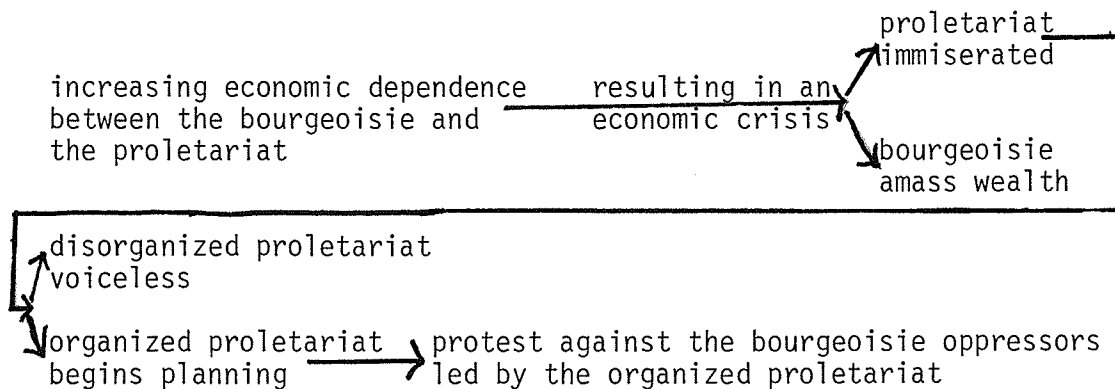 proletariat
immiserated
increasing economic dependence
between the bourgeoisie and
the proletariat
resulting in an
economic crisis
bourgeoisie
amass wealth
disorganized proletariat
voiceless
organized proletariat
begins planning
protest against the bourgeoisie oppressors
led by the organized proletariat